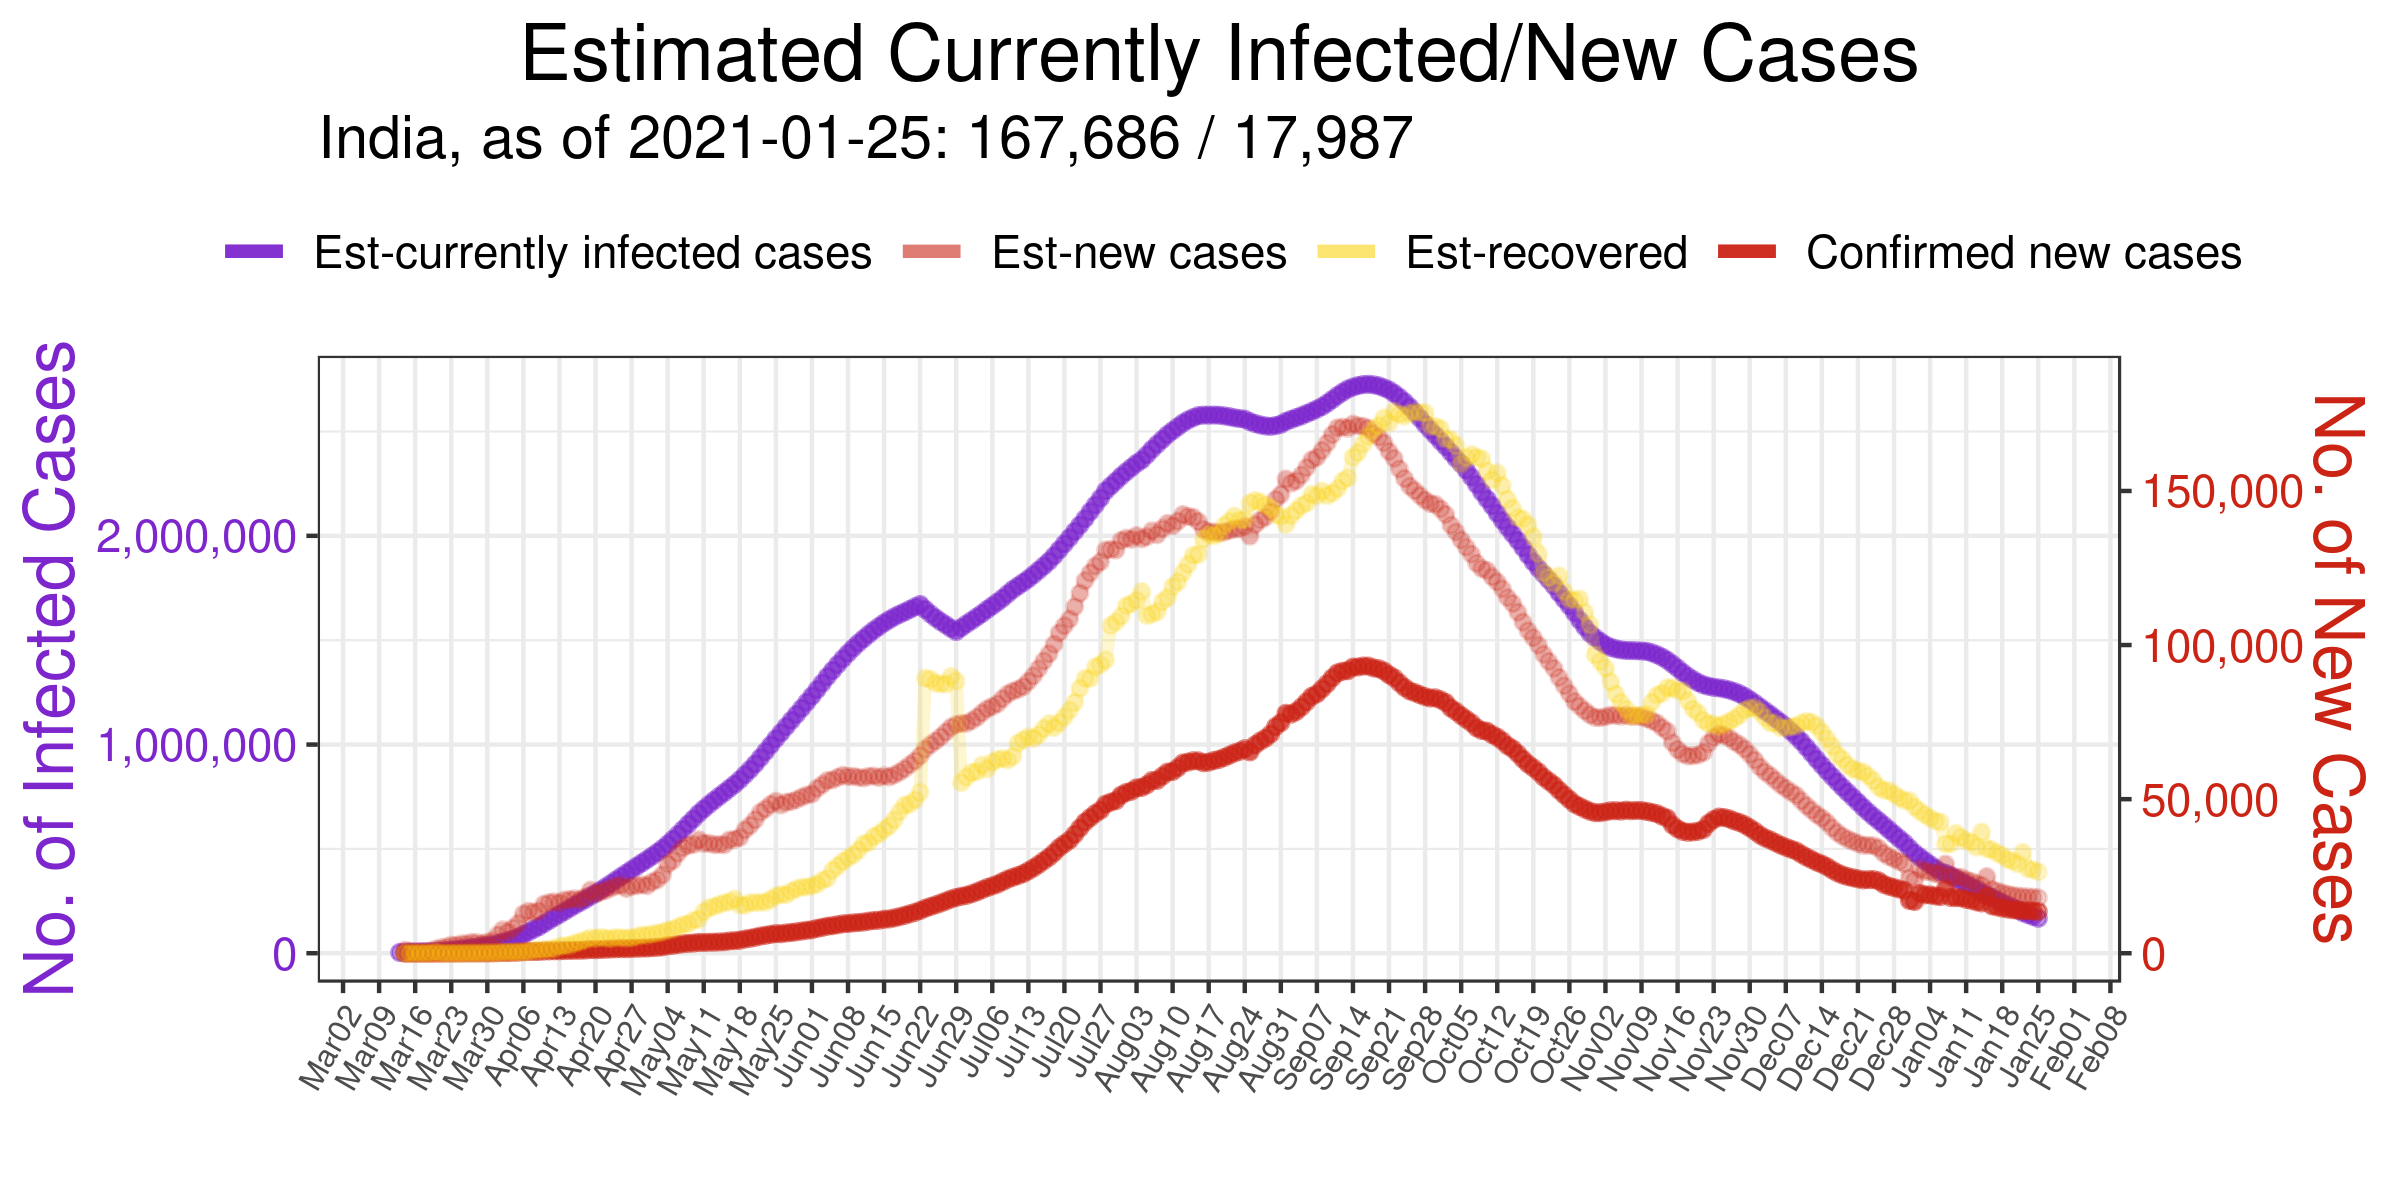 Estimated Currently Infected/New Cases
India, as of 2021-01-25: 167,686 / 17,987
Est-currently infected cases Est-new cases Est-recovered Confirmed new cases
No. of Infected Cases
2,000,000
1,000,000
0
150,000
100,000
50,000
0
No. of New Cases
Mar02 Mar09 Mar16 Mar23 Mar30 Apr06 Apr13 Apr20 Apr27 May04 May11 May18 May25 Jun01 Jun08 Jun15 Jun22 Jun29 Jul06 Jul13 Jul20 Jul27 Aug03 Aug10 Aug17 Aug24 Aug31 Sep07 Sep14 Sep21 Sep28 Oct05 Oct12 Oct19 Oct26 Nov02 Nov09 Nov16 Nov23 Nov30 Dec07 Dec14 Dec21 Dec28 Jan04 Jan11 Jan18 Jan25 Feb01 Feb08